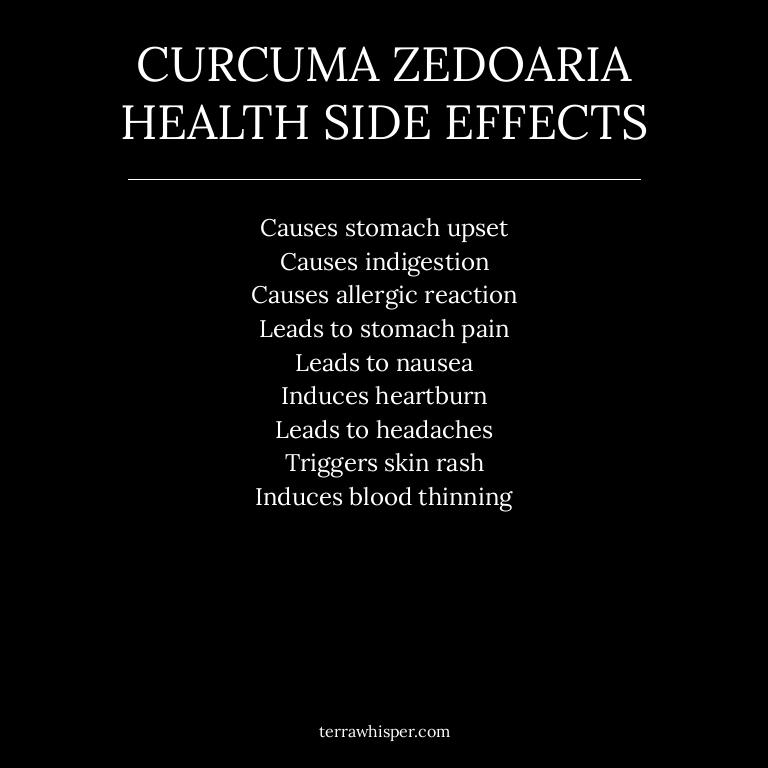 CURCUMA ZEDOARIA
HEALTH SIDE EFFECTS
Causes stomach upset
Causes indigestion
Causes allergic reaction
Leads to stomach pain
Leads to nausea
Induces heartburn
Leads to headaches
Triggers skin rash
Induces blood thinning
terrawhisper.com